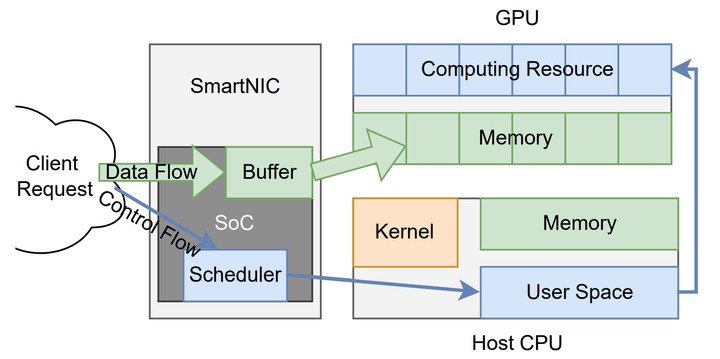 GPU
SmartNIC
Computing Resource
Memory
Client
Request
Data Flow
Buffer
Control Flow
SoC
Scheduler
Kernel
Memory
User Space
Host CPU